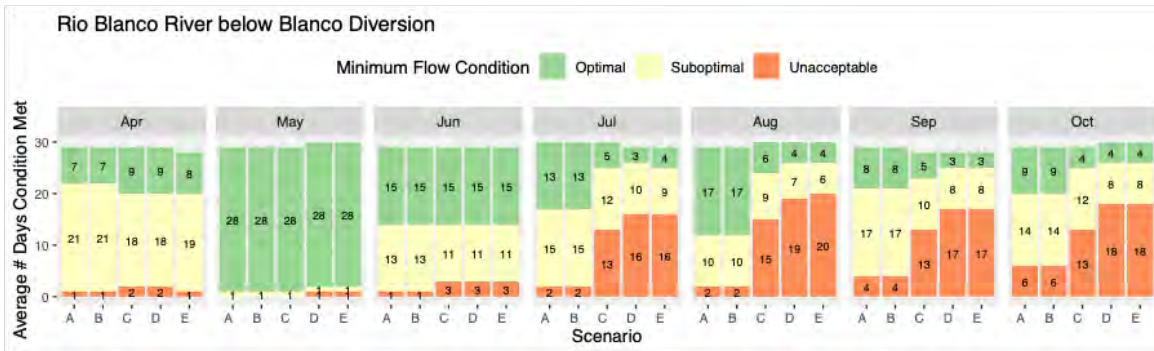 Rio Blanco River below Blanco Diversion
Minimum Flow Condition Optimal Suboptimal Unacceptable
Average # Days Condition Met
Apr May Jun Jul Aug Sep Oct
30
20
10
0
7 7 9 9 8
21 21 18 18 19
1 1 2 2 1
28 28 28 28 28
1 1 1 1 1
1 1
15 15 15 15 15
13 13 11 11 11
1 1 3 3 3
13 13 5 3 4
15 15 12 10 9
2 2 13 16 16
17 17 6 4 4
10 10 9 7 6
2 2 15 19 20
8 8 5 3 3
17 17 10 8 8
4 4 13 17 17
9 9 4 4 4
14 14 12 8 8
6 6 13 18 18
A B C D E A B C D E A B C D E A B C D E A B C D E A B C D E A B C D E
Scenario